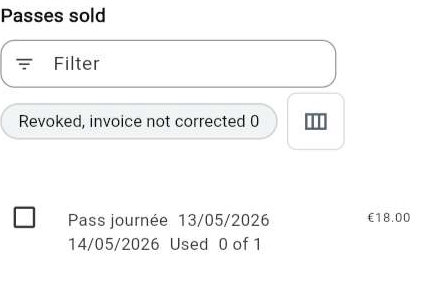 Passes sold
Filter
Revoked, invoice not corrected 0
Pass journée 13/05/2026 €18.00
14/05/2026 Used 0 of 1